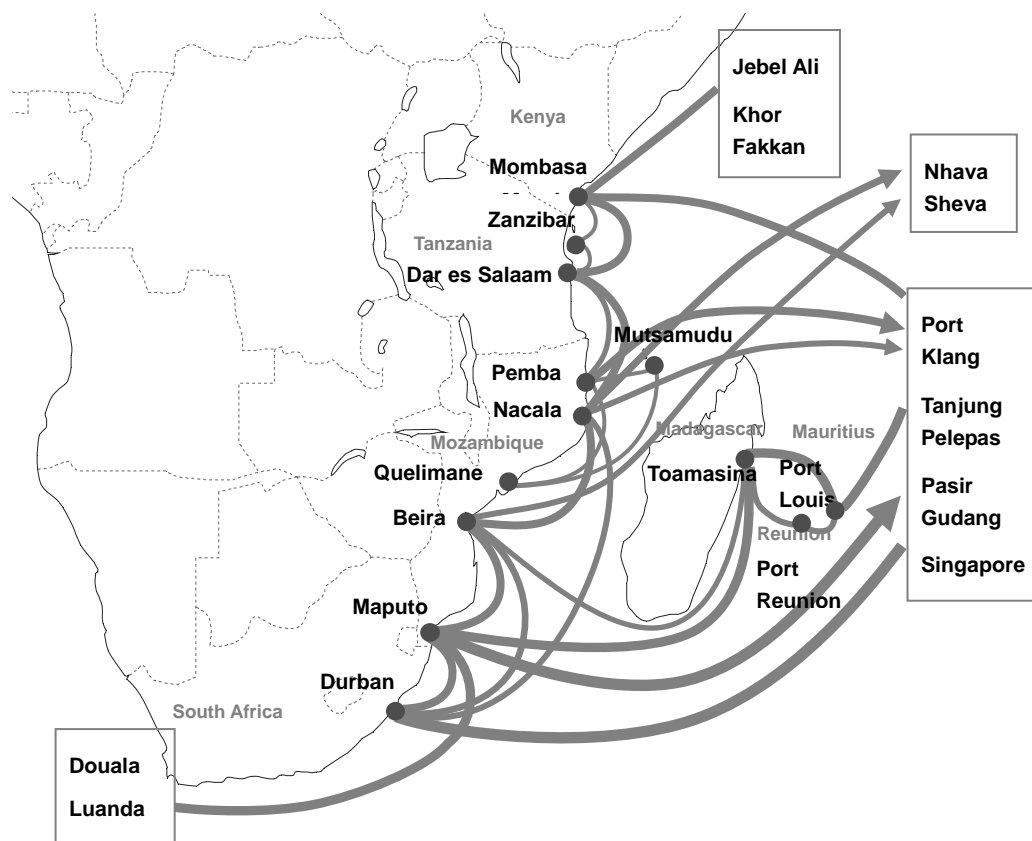 Jebel Ali
Khor
Fakkan
Kenya
Mombasa
Nhava
Sheva
Zanzibar
Tanzania
Dar es Salaam
Port
Klang
Mutsamudu
Pemba
Nacala
Tanjung
Pelepas
Madagascar
Mauritius
Mozambique
Quelimane
Toamasina
Port
Louis
Pasir
Gudang
Beira
Reunion
Singapore
Port
Reunion
Maputo
Durban
South Africa
Douala
Luanda